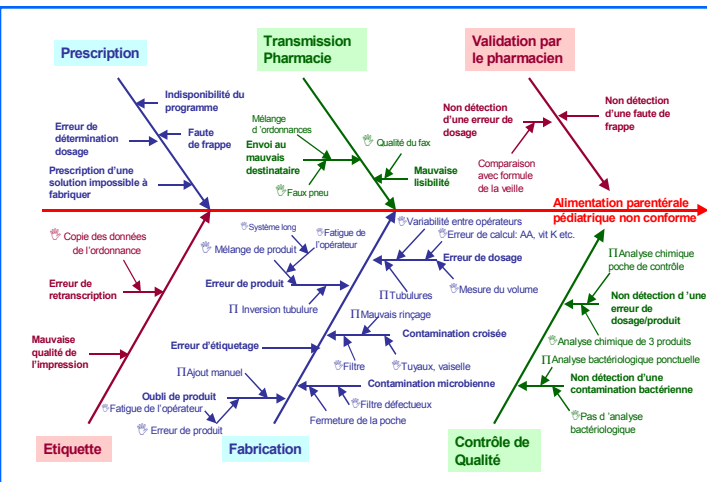 Prescription
Transmission
Pharmacie
Validation par
le pharmacien
Indisponibilité du
programme
Erreur de
détermination
dosage
Faute
de frappe
Prescription d'une
solution impossible à
fabriquer
Mélange
d 'ordonnances
Envoi au
mauvais
destinataire
Faux pneu
Qualité du fax
Mauvaise
lisibilité
Non détection
d'une erreur de
dosage
Non détection
d'une faute de
frappe
Comparaison
avec formule
de la veille
Alimentation parentérale
pédiatrique non conforme
Copie des données
de l'ordonnance
Erreur de
retranscription
Mauvaise
qualité de
l'impression
Système long
Fatigue de
l'opérateur
Mélange de produit
Erreur de produit
Π Inversion tubulure
Variabilité entre opérateurs
Erreur de calcul: AA, vit K etc.
Erreur de dosage
ΠTubulures
Mesure du volume
ΠMauvais rinçage
Contamination croisée
Filtre
Tuyaux, vaiselle
Erreur d'étiquetage
ΠAjout manuel
Oubli de produit
Fatigue de l'opérateur
Erreur de produit
Contamination microbienne
Filtre défectueux
Fermeture de la poche
ΠAnalyse chimique
poche de contrôle
Non détection d 'une
erreur de
dosage/produit
Analyse chimique de 3 produits
ΠAnalyse bactériologique ponctuelle
Non détection d'une
contamination bactérienne
Pas d 'analyse
bactériologique
Etiquette
Fabrication
Contrôle de
Qualité